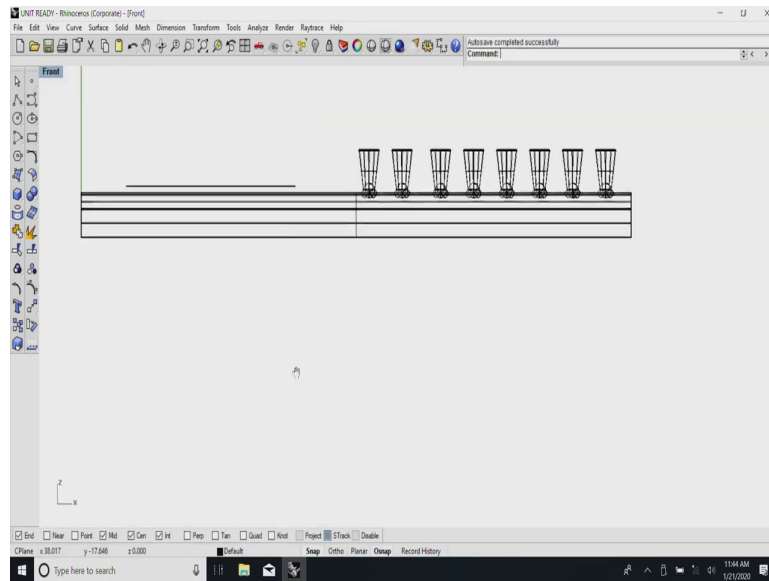 UNIT READY - Rhinoceros (Corporate) - [Front]
File Edit View Curve Surface Solid Mesh Dimension Transform Tools Analyze Render Raytrace Help
Autosave completed successfully
Command:
Front
z
x
End Near Point Mid Cen Int Perp Tan Quad Knot Project STrack Disable
CPlane x 38.017 y -17.646 z 0.000 Default Snap Ortho Planar Osnap Record History
Type here to search
11:44 AM
1/21/2020